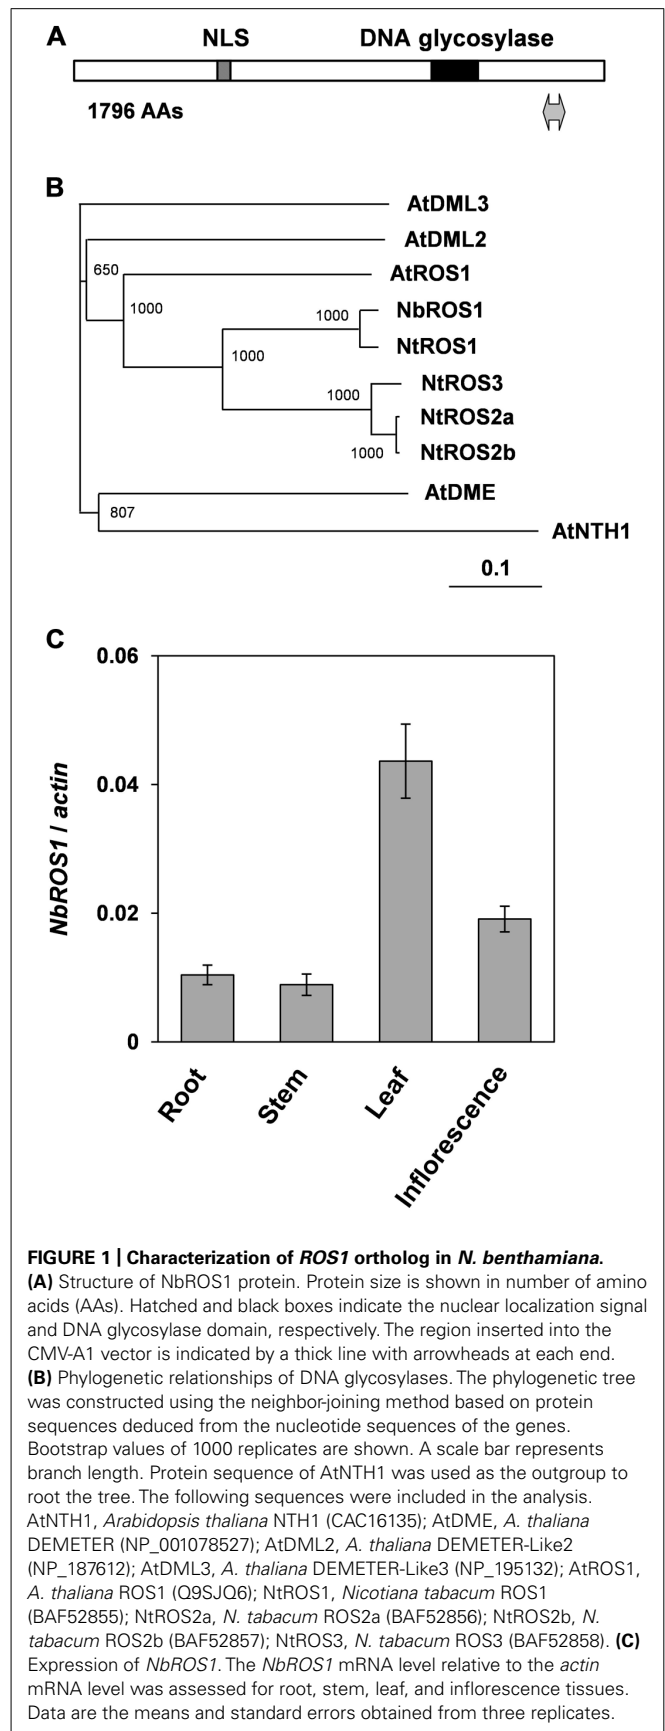 A
NLS DNA glycosylase
1796 AAs
B
AtDML3
AtDML2
650
AtROS1
1000
NbROS1
1000
NtROS1
1000
NtROS3
1000
NtROS2a
NtROS2b
1000
AtDME
807
AtNTH1
0.1
C
0.06
0.04
0.02
0
NbROS1 / actin
Root Stem Leaf Inflorescence
FIGURE 1 | Characterization of ROS1 ortholog in N. benthamiana.
(A) Structure of NbROS1 protein. Protein size is shown in number of amino
acids (AAs). Hatched and black boxes indicate the nuclear localization signal
and DNA glycosylase domain, respectively. The region inserted into the
CMV-A1 vector is indicated by a thick line with arrowheads at each end.
(B) Phylogenetic relationships of DNA glycosylases. The phylogenetic tree
was constructed using the neighbor-joining method based on protein
sequences deduced from the nucleotide sequences of the genes.
Bootstrap values of 1000 replicates are shown. A scale bar represents
branch length. Protein sequence of AtNTH1 was used as the outgroup to
root the tree. The following sequences were included in the analysis.
AtNTH1, Arabidopsis thaliana NTH1 (CAC16135); AtDME, A. thaliana
DEMETER (NP_001078527); AtDML2, A. thaliana DEMETER-Like2
(NP_187612); AtDML3, A. thaliana DEMETER-Like3 (NP_195132); AtROS1,
A. thaliana ROS1 (Q9SJQ6); NtROS1, Nicotiana tabacum ROS1
(BAF52855); NtROS2a, N. tabacum ROS2a (BAF52856); NtROS2b, N.
tabacum ROS2b (BAF52857); NtROS3, N. tabacum ROS3 (BAF52858). (C)
Expression of NbROS1. The NbROS1 mRNA level relative to the actin
mRNA level was assessed for root, stem, leaf, and inflorescence tissues.
Data are the means and standard errors obtained from three replicates.